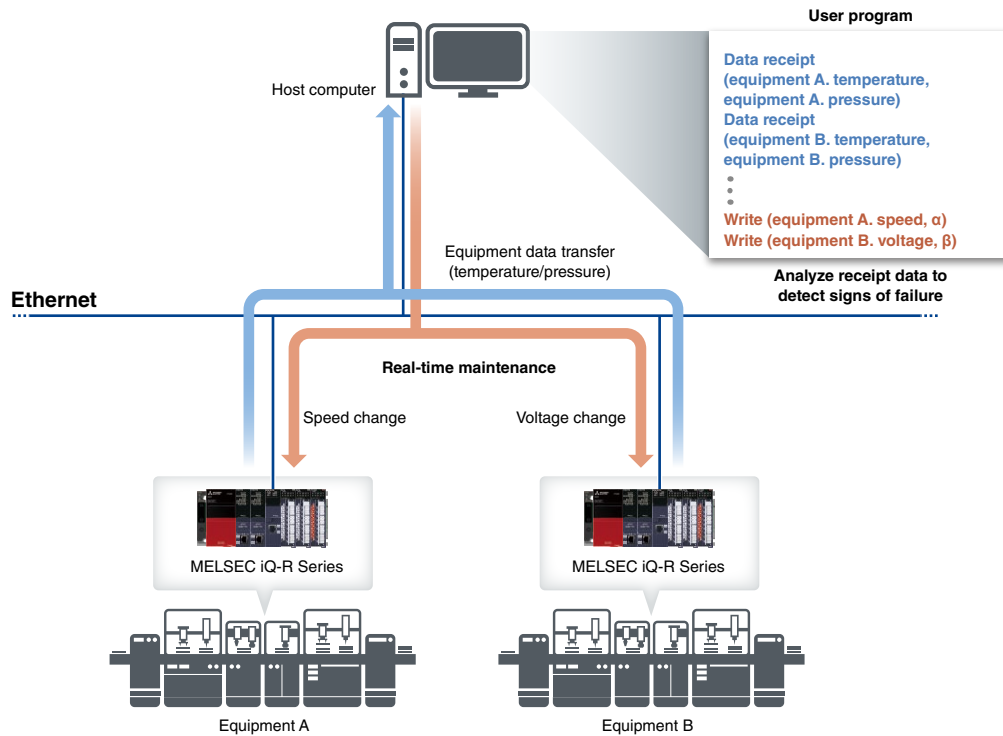 User program
Data receipt
(equipment A. temperature,
equipment A. pressure)
Data receipt
(equipment B. temperature,
equipment B. pressure)
Write (equipment A. speed, α)
Write (equipment B. voltage, β)
Analyze receipt data to
detect signs of failure
Host computer
Equipment data transfer
(temperature/pressure)
Ethernet
Real-time maintenance
Speed change
Voltage change
MELSEC iQ-R Series
MELSEC iQ-R Series
Equipment A
Equipment B